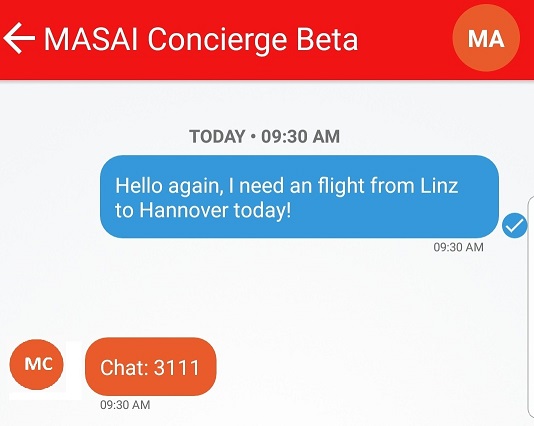 MASAI Concierge Beta
MA
TODAY • 09:30 AM
Hello again, I need an flight from Linz
to Hannover today!
09:30 AM
MC
Chat: 3111
09:30 AM